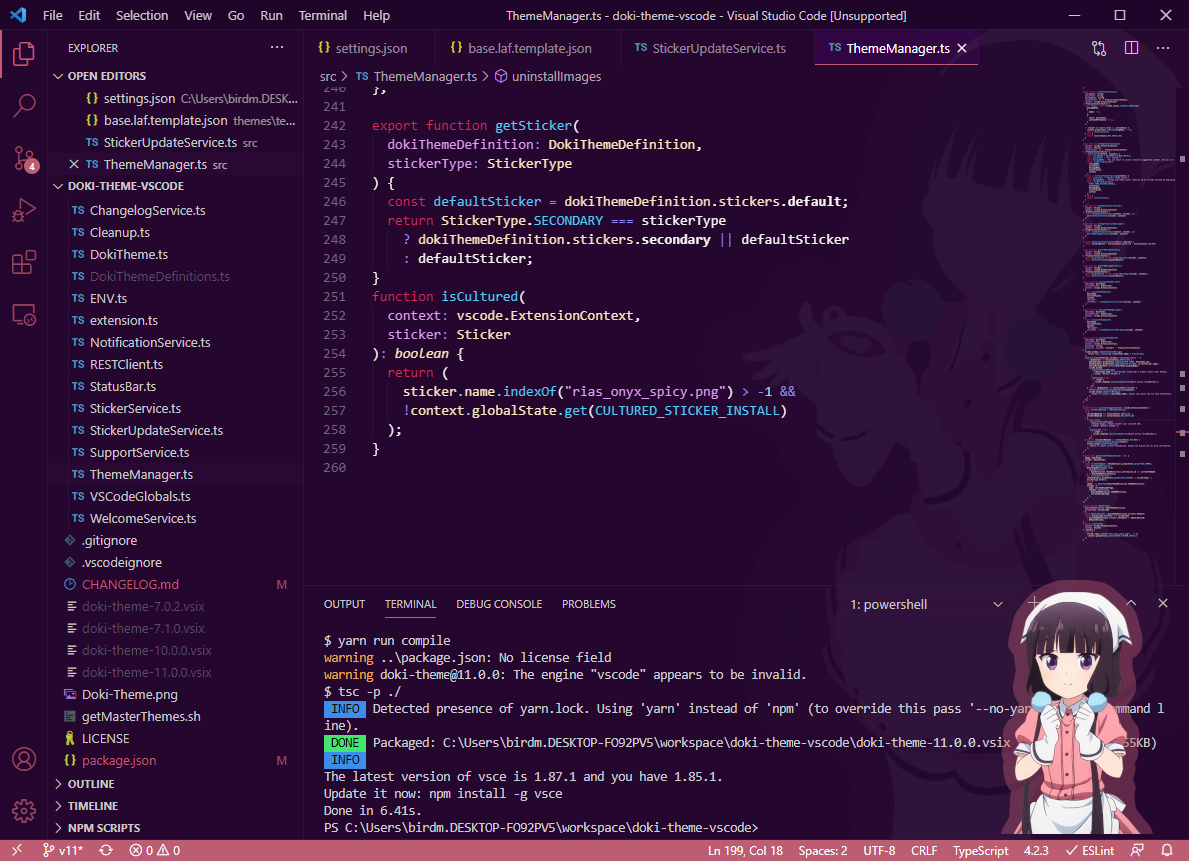 File Edit Selection View Go Run Terminal Help ThemeManager.ts - doki-theme-vscode - Visual Studio Code [Unsupported]
EXPLORER
OPEN EDITORS
{} settings.json C:\Users\birdm.DESK...
{} base.laf.template.json themes\te...
TS StickerUpdateService.ts src
TS ThemeManager.ts src
DOKI-THEME-VSCODE
TS ChangelogService.ts
TS Cleanup.ts
TS DokiTheme.ts
TS DokiThemeDefinitions.ts
TS ENV.ts
TS extension.ts
TS NotificationService.ts
TS RESTClient.ts
TS StatusBar.ts
TS StickerService.ts
TS StickerUpdateService.ts
TS SupportService.ts
TS ThemeManager.ts
TS VSCodeGlobals.ts
TS WelcomeService.ts
.gitignore
.vscodeignore
CHANGELOG.md M
doki-theme-7.0.2.vsix
doki-theme-7.1.0.vsix
doki-theme-10.0.0.vsix
doki-theme-11.0.0.vsix
Doki-Theme.png
getMasterThemes.sh
LICENSE
{} package.json M
OUTLINE
TIMELINE
NPM SCRIPTS
4
{} settings.json {} base.laf.template.json TS StickerUpdateService.ts TS ThemeManager.ts
src > TS ThemeManager.ts > uninstallImages
240 };
241
242 export function getSticker(
243 dokiThemeDefinition: DokiThemeDefinition,
244 stickerType: StickerType
245 ) {
246 const defaultSticker = dokiThemeDefinition.stickers.default;
247 return StickerType.SECONDARY === stickerType
248 ? dokiThemeDefinition.stickers.secondary || defaultSticker
249 : defaultSticker;
250 }
251 function isCultured(
252 context: vscode.ExtensionContext,
253 sticker: Sticker
254 ): boolean {
255 return (
256 sticker.name.indexOf("rias_onyx_spicy.png") > -1 &&
257 !context.globalState.get(CULTURED_STICKER_INSTALL)
258 );
259 }
260
OUTPUT TERMINAL DEBUG CONSOLE PROBLEMS 1: powershell
$ yarn run compile
warning ..\package.json: No license field
warning doki-theme@11.0.0: The engine "vscode" appears to be invalid.
$ tsc -p ./
INFO Detected presence of yarn.lock. Using 'yarn' instead of 'npm' (to override this pass '--no-yar ommand l
ine).
DONE Packaged: C:\Users\birdm.DESKTOP-FO92PV5\workspace\doki-theme-vscode\doki-theme-11.0.0.vsix 55KB)
INFO
The latest version of vsce is 1.87.1 and you have 1.85.1.
Update it now: npm install -g vsce
Done in 6.41s.
PS C:\Users\birdm.DESKTOP-FO92PV5\workspace\doki-theme-vscode>
v11* 0 0 Ln 199, Col 18 Spaces: 2 UTF-8 CRLF TypeScript 4.2.3 ESLint